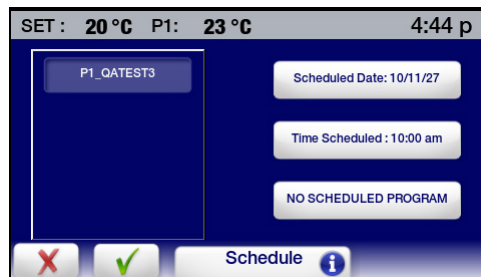 SET : 20 °C P1: 23 °C 4:44 p
P1_QATEST3
Scheduled Date: 10/11/27
Time Scheduled : 10:00 am
NO SCHEDULED PROGRAM
Schedule i